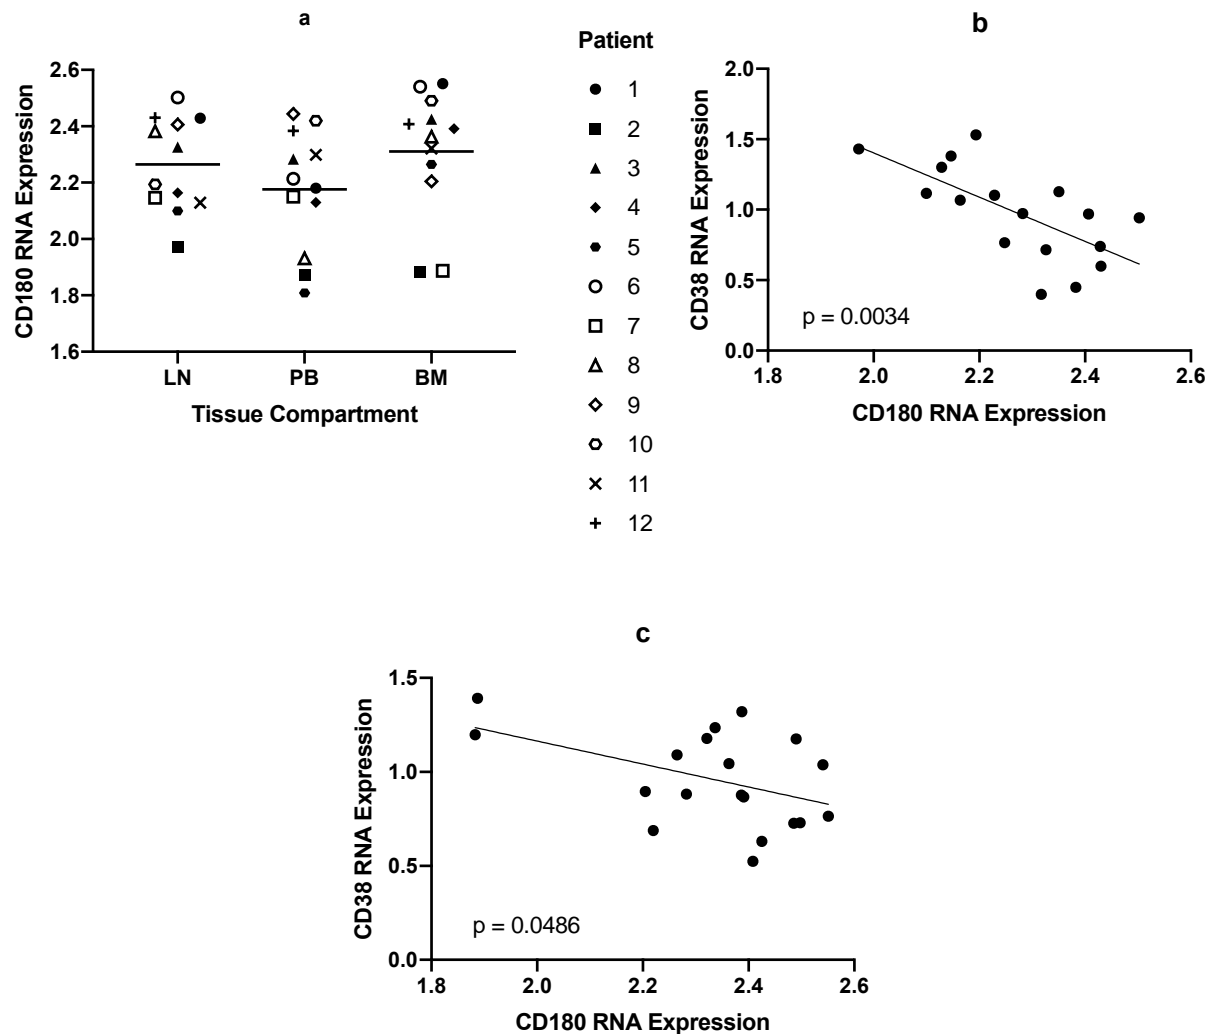 a
CD180 RNA Expression
2.6
2.4
2.2
2.0
1.8
1.6
LN PB BM
Tissue Compartment
Patient
1
2
3
4
5
6
7
8
9
10
11
12
b
CD38 RNA Expression
2.0
1.5
1.0
0.5
0.0
p = 0.0034
1.8 2.0 2.2 2.4 2.6
CD180 RNA Expression
c
CD38 RNA Expression
1.5
1.0
0.5
0.0
p = 0.0486
1.8 2.0 2.2 2.4 2.6
CD180 RNA Expression